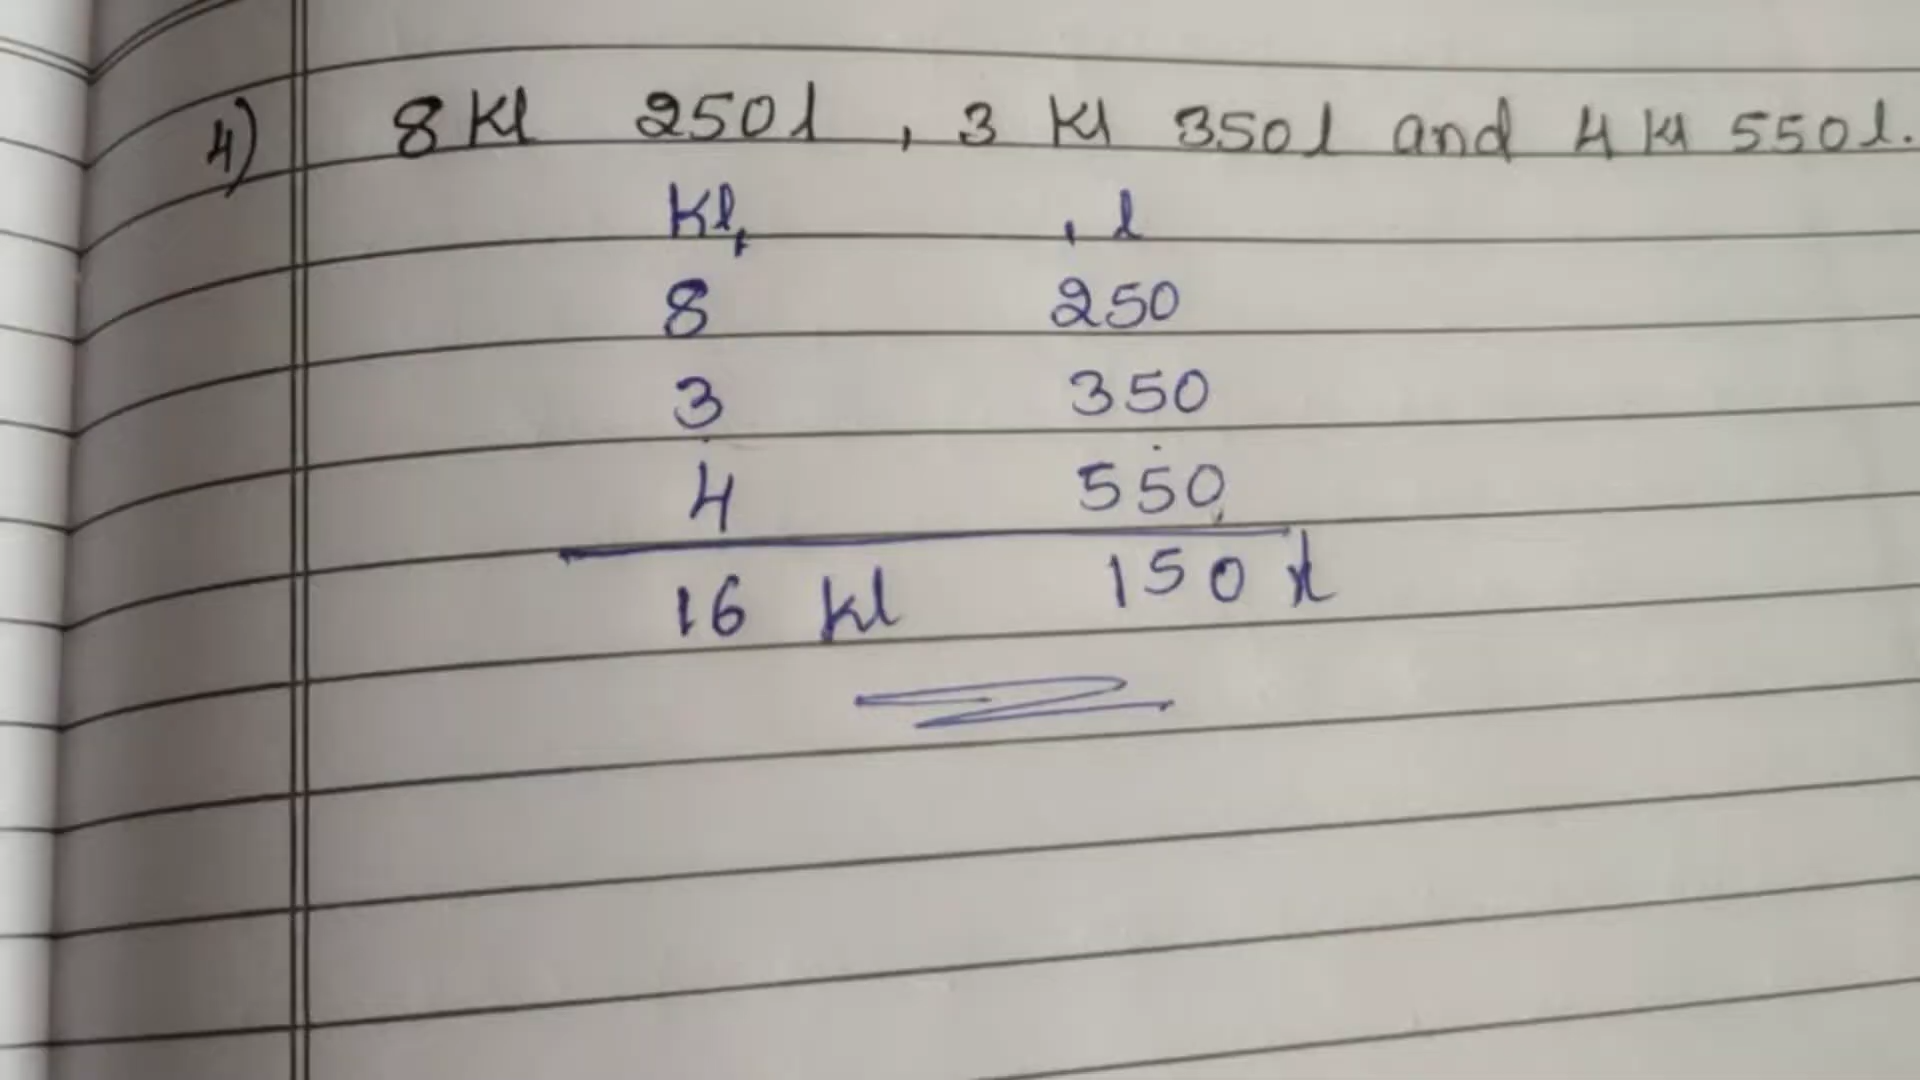 4) 8 Kl 250 l , 3 Kl 350 l and 4 Kl 550 l.
Kl, , l
8 250
3 350
4 550
16 Kl 150 l